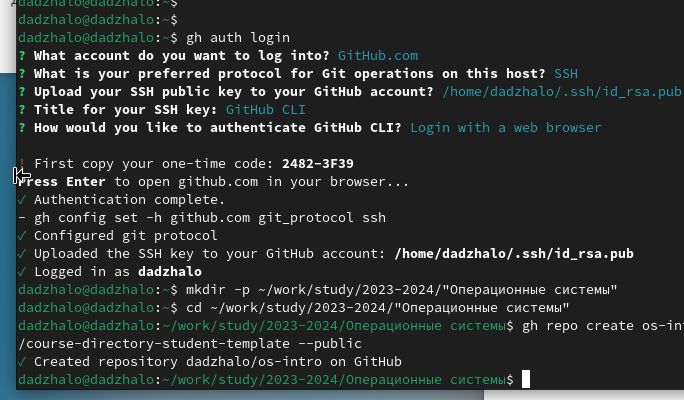 dadzhalo@dadzhalo:~$
dadzhalo@dadzhalo:~$
dadzhalo@dadzhalo:~$ gh auth login
? What account do you want to log into? GitHub.com
? What is your preferred protocol for Git operations on this host? SSH
? Upload your SSH public key to your GitHub account? /home/dadzhalo/.ssh/id_rsa.pub
? Title for your SSH key: GitHub CLI
? How would you like to authenticate GitHub CLI? Login with a web browser
! First copy your one-time code: 2482-3F39
Press Enter to open github.com in your browser...
✓ Authentication complete.
- gh config set -h github.com git_protocol ssh
✓ Configured git protocol
✓ Uploaded the SSH key to your GitHub account: /home/dadzhalo/.ssh/id_rsa.pub
✓ Logged in as dadzhalo
dadzhalo@dadzhalo:~$ mkdir -p ~/work/study/2023-2024/"Операционные системы"
dadzhalo@dadzhalo:~$ cd ~/work/study/2023-2024/"Операционные системы"
dadzhalo@dadzhalo:~/work/study/2023-2024/Операционные системы$ gh repo create os-in
/course-directory-student-template --public
✓ Created repository dadzhalo/os-intro on GitHub
dadzhalo@dadzhalo:~/work/study/2023-2024/Операционные системы$